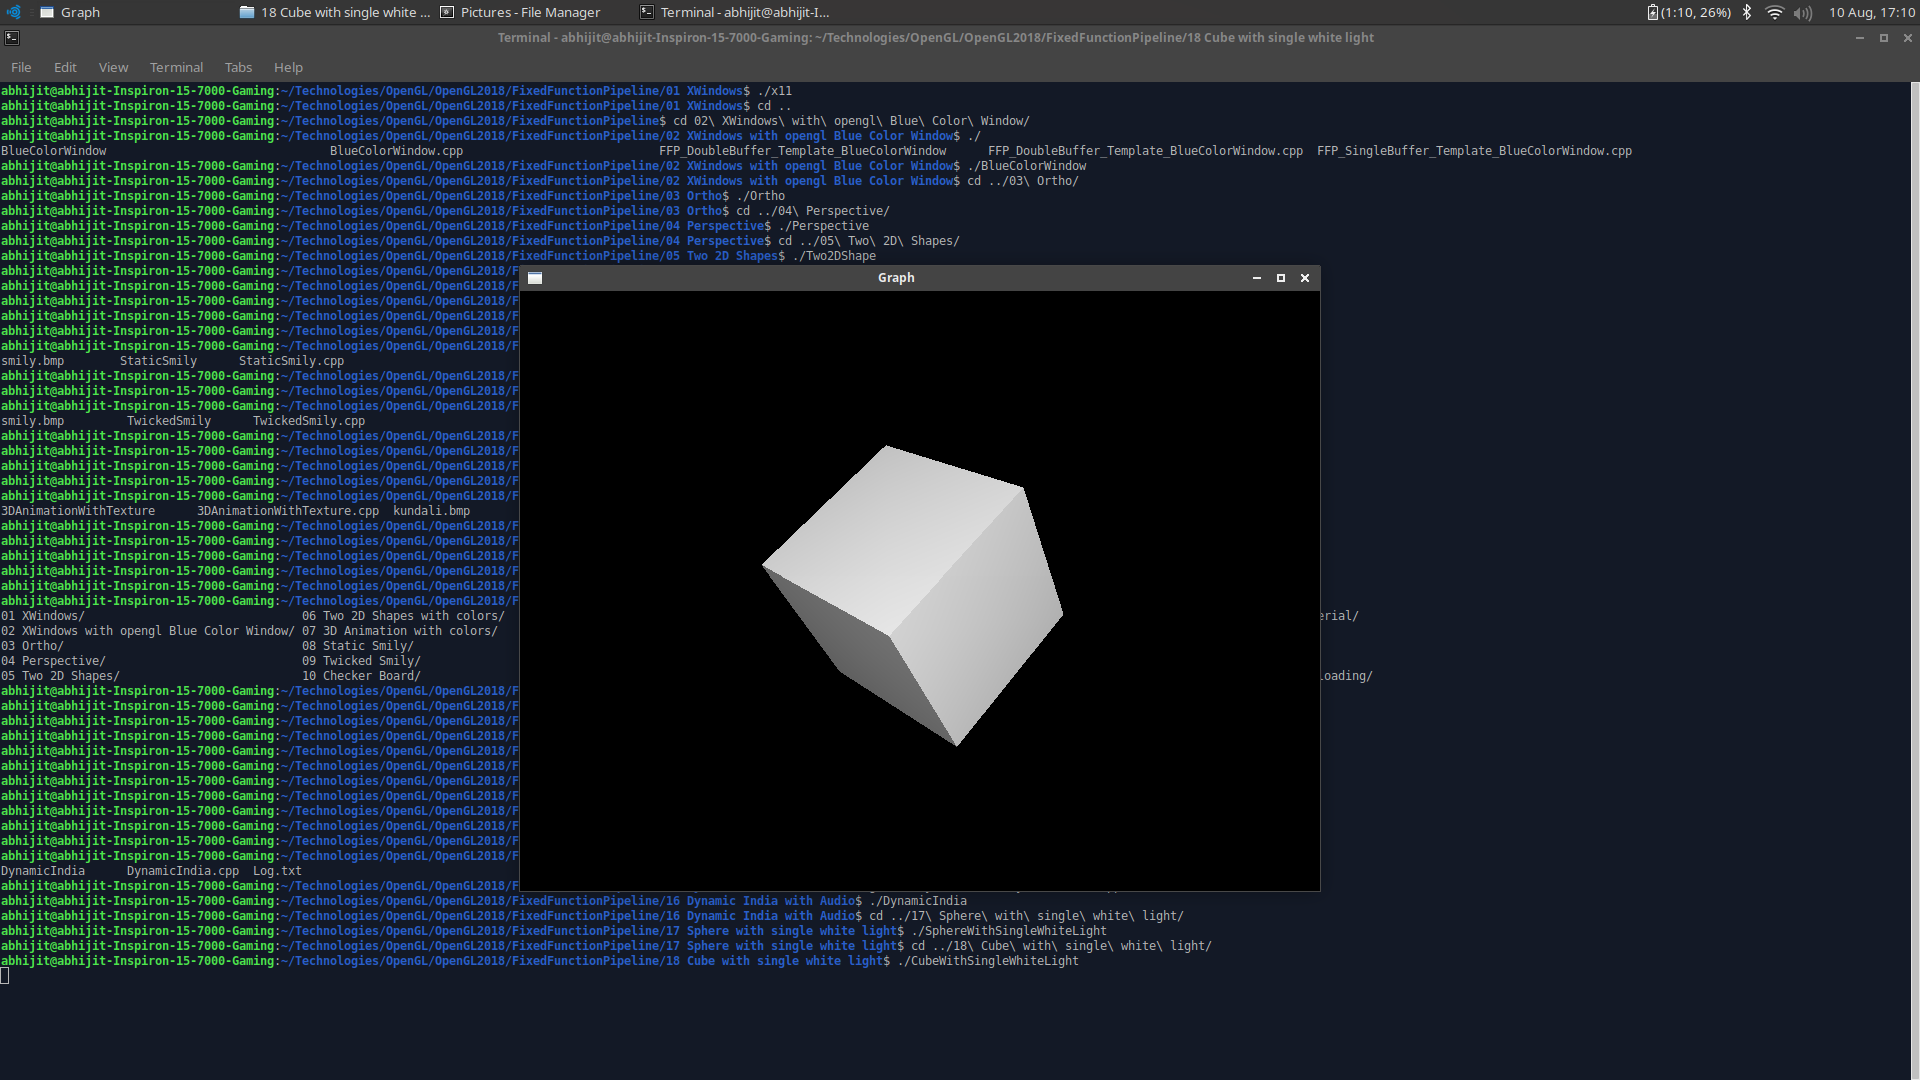 Graph
18 Cube with single white ...
Pictures - File Manager
Terminal - abhijit@abhijit-I...
(1:10, 26%)
10 Aug, 17:10
Terminal - abhijit@abhijit-Inspiron-15-7000-Gaming: ~/Technologies/OpenGL/OpenGL2018/FixedFunctionPipeline/18 Cube with single white light
File Edit View Terminal Tabs Help
abhijit@abhijit-Inspiron-15-7000-Gaming:~/Technologies/OpenGL/OpenGL2018/FixedFunctionPipeline/01 XWindows$ ./x11
abhijit@abhijit-Inspiron-15-7000-Gaming:~/Technologies/OpenGL/OpenGL2018/FixedFunctionPipeline/01 XWindows$ cd ..
abhijit@abhijit-Inspiron-15-7000-Gaming:~/Technologies/OpenGL/OpenGL2018/FixedFunctionPipeline$ cd 02\ XWindows\ with\ opengl\ Blue\ Color\ Window/
abhijit@abhijit-Inspiron-15-7000-Gaming:~/Technologies/OpenGL/OpenGL2018/FixedFunctionPipeline/02 XWindows with opengl Blue Color Window$ ./
BlueColorWindow BlueColorWindow.cpp FFP_DoubleBuffer_Template_BlueColorWindow FFP_DoubleBuffer_Template_BlueColorWindow.cpp FFP_SingleBuffer_Template_BlueColorWindow.cpp
abhijit@abhijit-Inspiron-15-7000-Gaming:~/Technologies/OpenGL/OpenGL2018/FixedFunctionPipeline/02 XWindows with opengl Blue Color Window$ ./BlueColorWindow
abhijit@abhijit-Inspiron-15-7000-Gaming:~/Technologies/OpenGL/OpenGL2018/FixedFunctionPipeline/02 XWindows with opengl Blue Color Window$ cd ../03\ Ortho/
abhijit@abhijit-Inspiron-15-7000-Gaming:~/Technologies/OpenGL/OpenGL2018/FixedFunctionPipeline/03 Ortho$ ./Ortho
abhijit@abhijit-Inspiron-15-7000-Gaming:~/Technologies/OpenGL/OpenGL2018/FixedFunctionPipeline/03 Ortho$ cd ../04\ Perspective/
abhijit@abhijit-Inspiron-15-7000-Gaming:~/Technologies/OpenGL/OpenGL2018/FixedFunctionPipeline/04 Perspective$ ./Perspective
abhijit@abhijit-Inspiron-15-7000-Gaming:~/Technologies/OpenGL/OpenGL2018/FixedFunctionPipeline/04 Perspective$ cd ../05\ Two\ 2D\ Shapes/
abhijit@abhijit-Inspiron-15-7000-Gaming:~/Technologies/OpenGL/OpenGL2018/FixedFunctionPipeline/05 Two 2D Shapes$ ./Two2DShape
abhijit@abhijit-Inspiron-15-7000-Gaming:~/Technologies/OpenGL/OpenGL2018/F
Graph
abhijit@abhijit-Inspiron-15-7000-Gaming:~/Technologies/OpenGL/OpenGL2018/F
abhijit@abhijit-Inspiron-15-7000-Gaming:~/Technologies/OpenGL/OpenGL2018/F
abhijit@abhijit-Inspiron-15-7000-Gaming:~/Technologies/OpenGL/OpenGL2018/F
abhijit@abhijit-Inspiron-15-7000-Gaming:~/Technologies/OpenGL/OpenGL2018/F
abhijit@abhijit-Inspiron-15-7000-Gaming:~/Technologies/OpenGL/OpenGL2018/F
smily.bmp StaticSmily StaticSmily.cpp
abhijit@abhijit-Inspiron-15-7000-Gaming:~/Technologies/OpenGL/OpenGL2018/F
abhijit@abhijit-Inspiron-15-7000-Gaming:~/Technologies/OpenGL/OpenGL2018/F
abhijit@abhijit-Inspiron-15-7000-Gaming:~/Technologies/OpenGL/OpenGL2018/F
smily.bmp TwickedSmily TwickedSmily.cpp
abhijit@abhijit-Inspiron-15-7000-Gaming:~/Technologies/OpenGL/OpenGL2018/F
abhijit@abhijit-Inspiron-15-7000-Gaming:~/Technologies/OpenGL/OpenGL2018/F
abhijit@abhijit-Inspiron-15-7000-Gaming:~/Technologies/OpenGL/OpenGL2018/F
abhijit@abhijit-Inspiron-15-7000-Gaming:~/Technologies/OpenGL/OpenGL2018/F
abhijit@abhijit-Inspiron-15-7000-Gaming:~/Technologies/OpenGL/OpenGL2018/F
3DAnimationWithTexture 3DAnimationWithTexture.cpp kundali.bmp
abhijit@abhijit-Inspiron-15-7000-Gaming:~/Technologies/OpenGL/OpenGL2018/F
abhijit@abhijit-Inspiron-15-7000-Gaming:~/Technologies/OpenGL/OpenGL2018/F
abhijit@abhijit-Inspiron-15-7000-Gaming:~/Technologies/OpenGL/OpenGL2018/F
abhijit@abhijit-Inspiron-15-7000-Gaming:~/Technologies/OpenGL/OpenGL2018/F
abhijit@abhijit-Inspiron-15-7000-Gaming:~/Technologies/OpenGL/OpenGL2018/F
abhijit@abhijit-Inspiron-15-7000-Gaming:~/Technologies/OpenGL/OpenGL2018/F
01 XWindows/ 06 Two 2D Shapes with colors/ erial/
02 XWindows with opengl Blue Color Window/ 07 3D Animation with colors/
03 Ortho/ 08 Static Smily/
04 Perspective/ 09 Twicked Smily/
05 Two 2D Shapes/ 10 Checker Board/ oading/
abhijit@abhijit-Inspiron-15-7000-Gaming:~/Technologies/OpenGL/OpenGL2018/F
abhijit@abhijit-Inspiron-15-7000-Gaming:~/Technologies/OpenGL/OpenGL2018/F
abhijit@abhijit-Inspiron-15-7000-Gaming:~/Technologies/OpenGL/OpenGL2018/F
abhijit@abhijit-Inspiron-15-7000-Gaming:~/Technologies/OpenGL/OpenGL2018/F
abhijit@abhijit-Inspiron-15-7000-Gaming:~/Technologies/OpenGL/OpenGL2018/F
abhijit@abhijit-Inspiron-15-7000-Gaming:~/Technologies/OpenGL/OpenGL2018/F
abhijit@abhijit-Inspiron-15-7000-Gaming:~/Technologies/OpenGL/OpenGL2018/F
abhijit@abhijit-Inspiron-15-7000-Gaming:~/Technologies/OpenGL/OpenGL2018/F
abhijit@abhijit-Inspiron-15-7000-Gaming:~/Technologies/OpenGL/OpenGL2018/F
abhijit@abhijit-Inspiron-15-7000-Gaming:~/Technologies/OpenGL/OpenGL2018/F
abhijit@abhijit-Inspiron-15-7000-Gaming:~/Technologies/OpenGL/OpenGL2018/F
abhijit@abhijit-Inspiron-15-7000-Gaming:~/Technologies/OpenGL/OpenGL2018/F
DynamicIndia DynamicIndia.cpp Log.txt
abhijit@abhijit-Inspiron-15-7000-Gaming:~/Technologies/OpenGL/OpenGL2018/F
abhijit@abhijit-Inspiron-15-7000-Gaming:~/Technologies/OpenGL/OpenGL2018/FixedFunctionPipeline/16 Dynamic India with Audio$ ./DynamicIndia
abhijit@abhijit-Inspiron-15-7000-Gaming:~/Technologies/OpenGL/OpenGL2018/FixedFunctionPipeline/16 Dynamic India with Audio$ cd ../17\ Sphere\ with\ single\ white\ light/
abhijit@abhijit-Inspiron-15-7000-Gaming:~/Technologies/OpenGL/OpenGL2018/FixedFunctionPipeline/17 Sphere with single white light$ ./SphereWithSingleWhiteLight
abhijit@abhijit-Inspiron-15-7000-Gaming:~/Technologies/OpenGL/OpenGL2018/FixedFunctionPipeline/17 Sphere with single white light$ cd ../18\ Cube\ with\ single\ white\ light/
abhijit@abhijit-Inspiron-15-7000-Gaming:~/Technologies/OpenGL/OpenGL2018/FixedFunctionPipeline/18 Cube with single white light$ ./CubeWithSingleWhiteLight